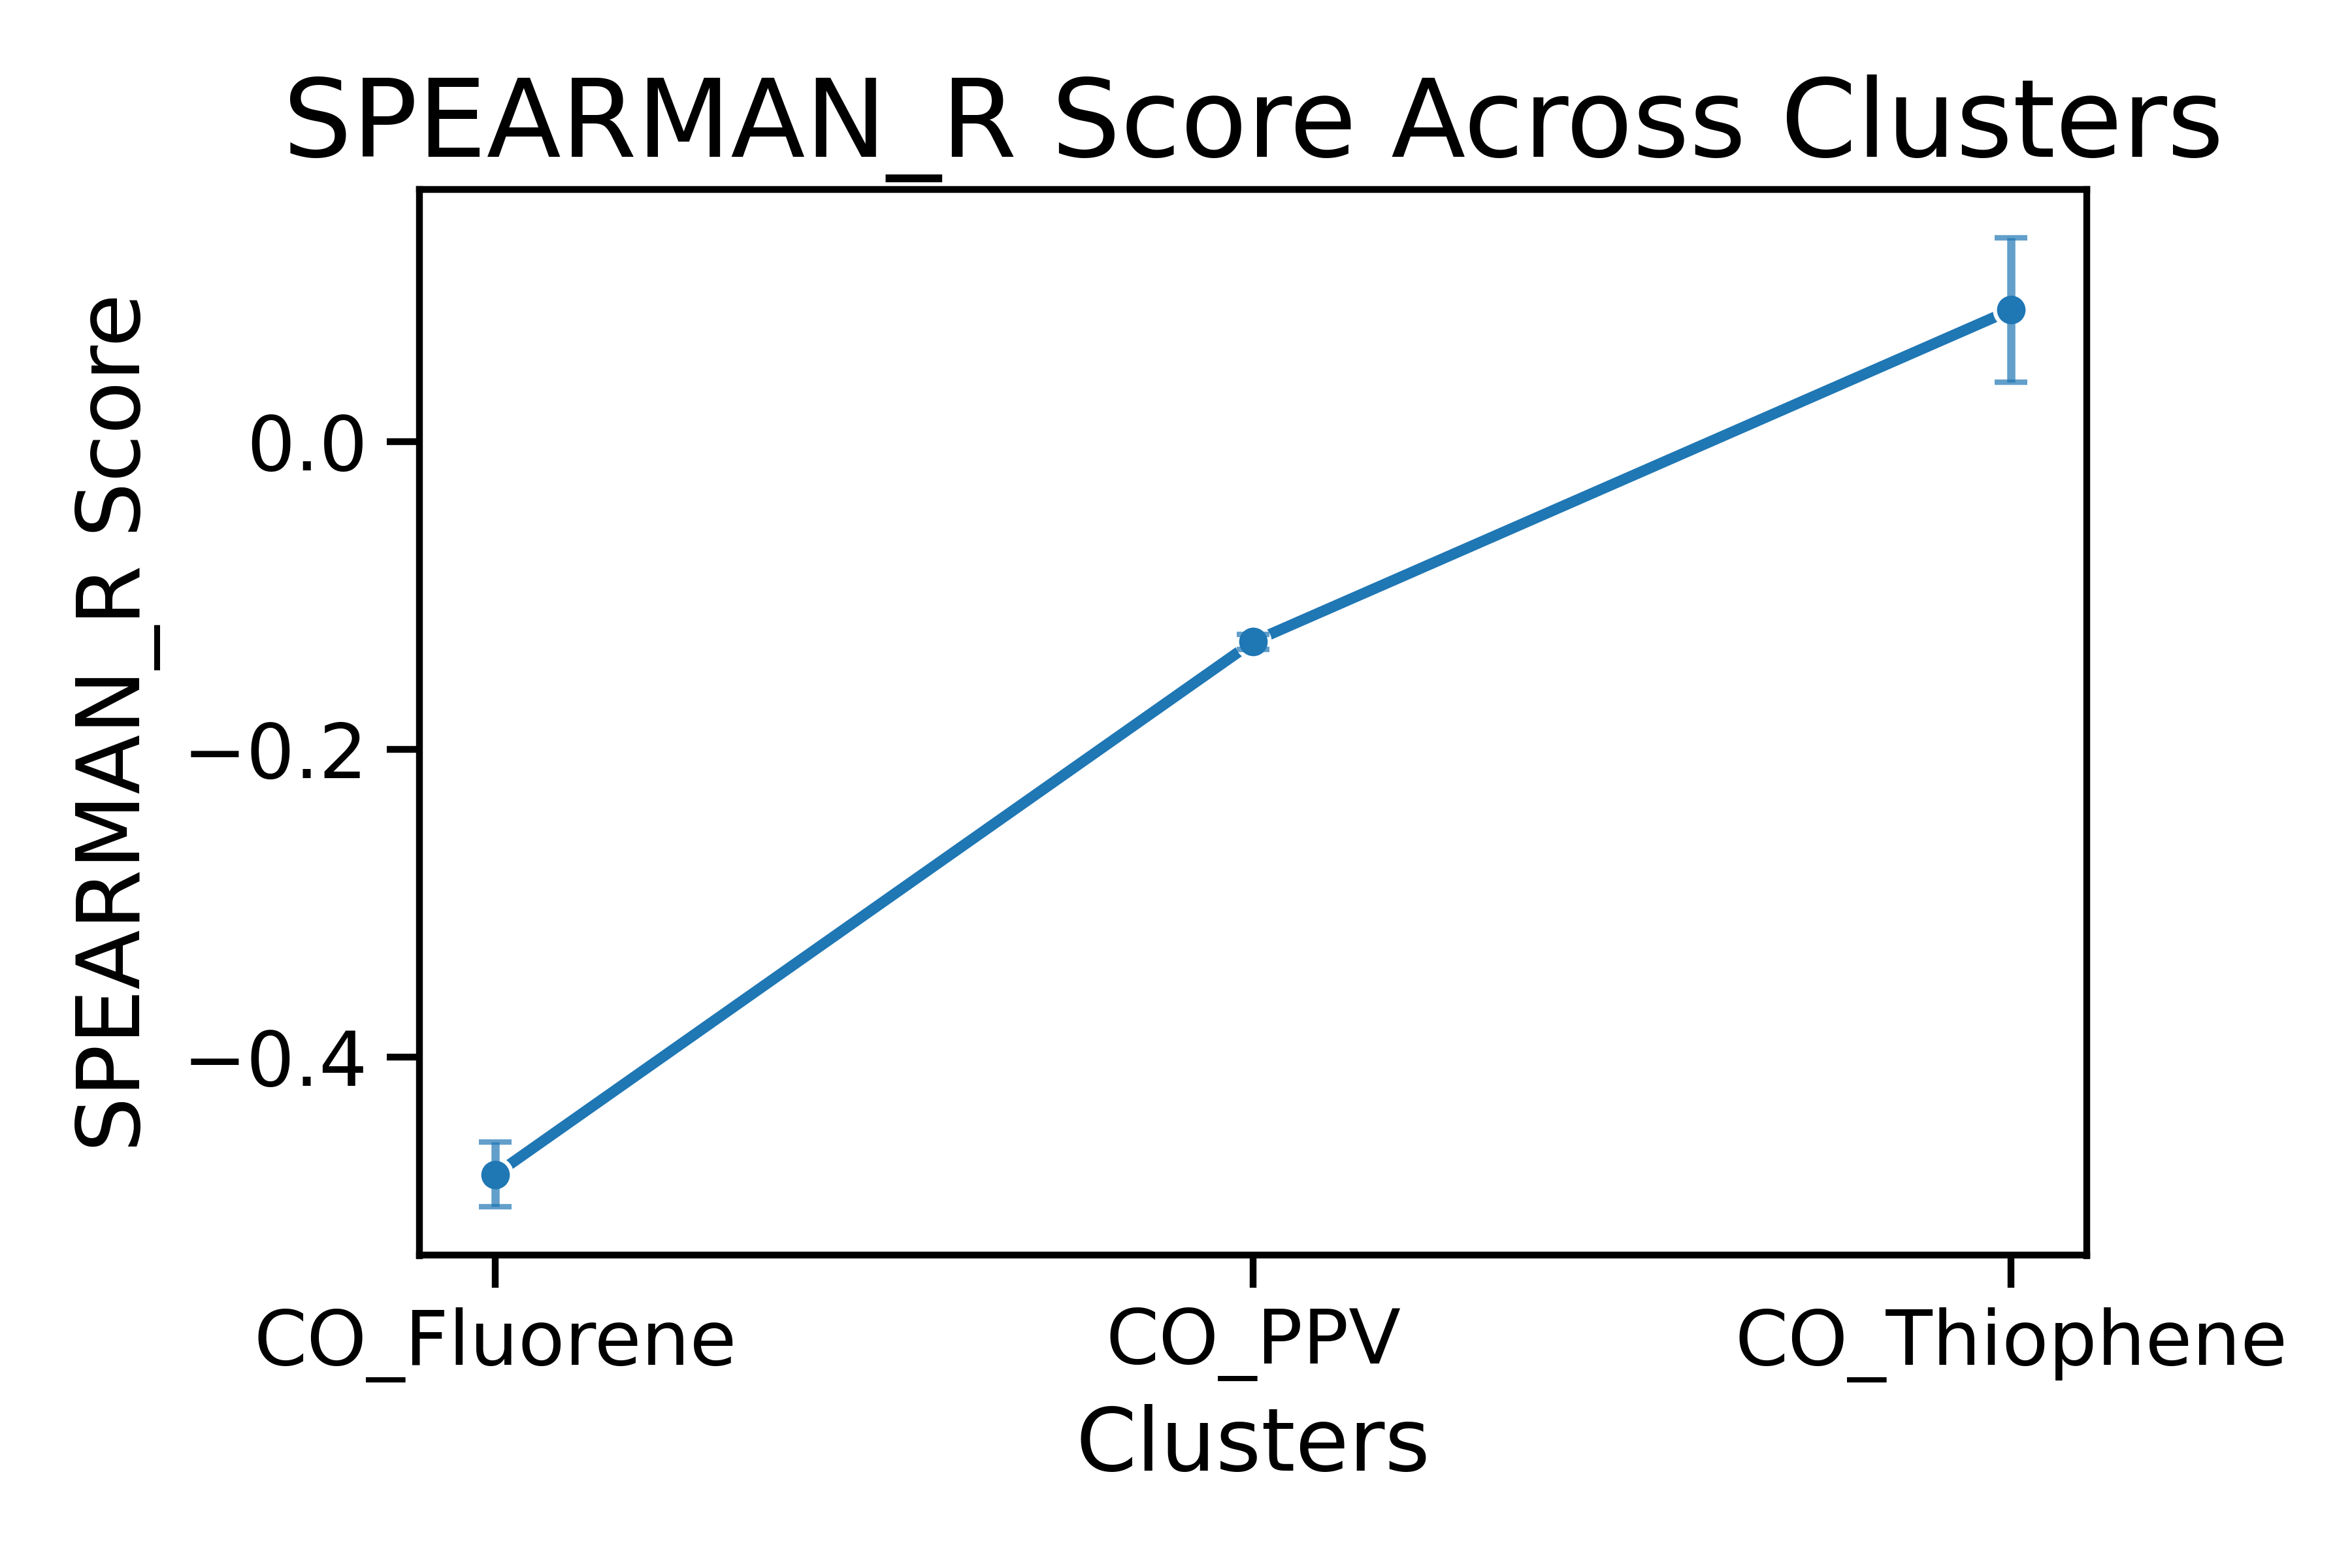 SPEARMAN_R Score Across Clusters
SPEARMAN_R Score
0.0
−0.2
−0.4
CO_Fluorene
CO_PPV
CO_Thiophene
Clusters